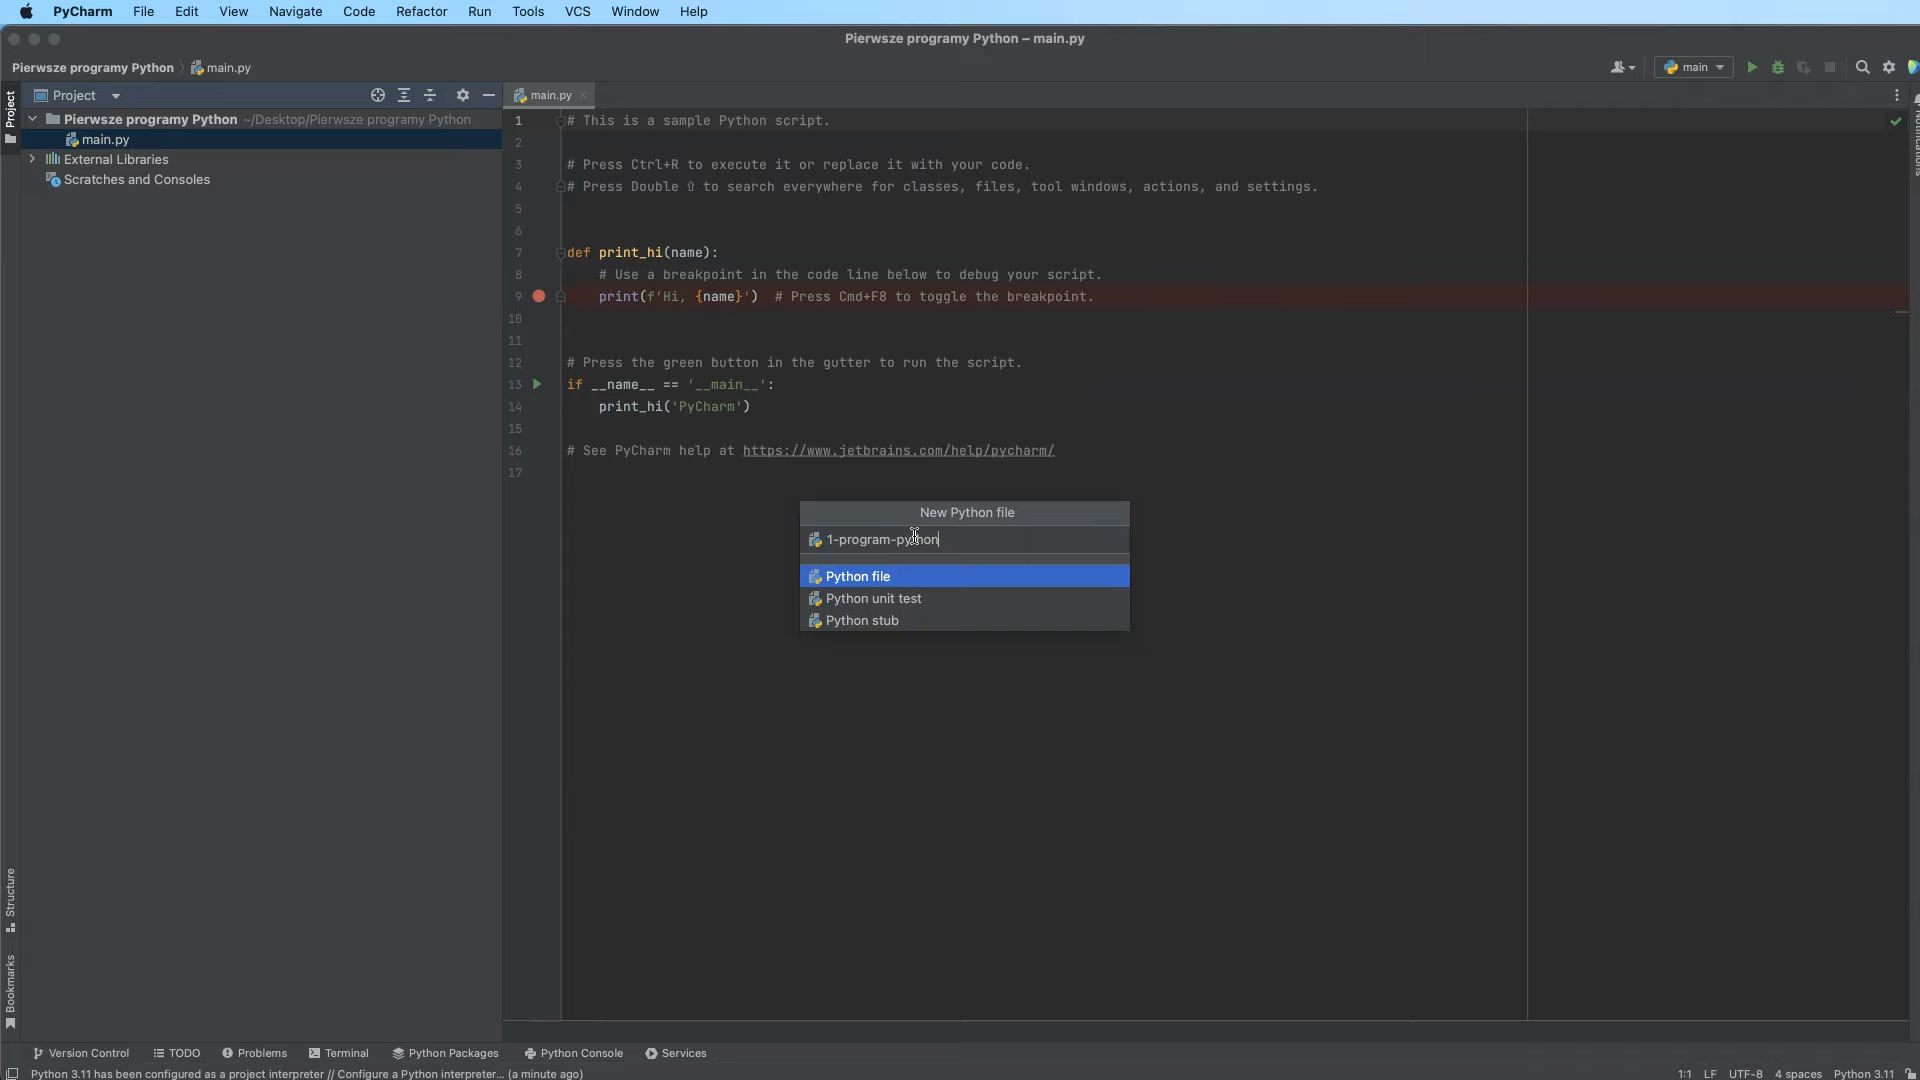 PyCharm File Edit View Navigate Code Refactor Run Tools VCS Window Help
Pierwsze programy Python – main.py
Pierwsze programy Python main.py
main
Project
Project
main.py
Notifications
Pierwsze programy Python ~/Desktop/Pierwsze programy Python
main.py
External Libraries
Scratches and Consoles
1 # This is a sample Python script.
2
3 # Press Ctrl+R to execute it or replace it with your code.
4 # Press Double ⇧ to search everywhere for classes, files, tool windows, actions, and settings.
5
6
7 def print_hi(name):
8 # Use a breakpoint in the code line below to debug your script.
9 print(f'Hi, {name}') # Press Cmd+F8 to toggle the breakpoint.
10
11
12 # Press the green button in the gutter to run the script.
13 if __name__ == '__main__':
14 print_hi('PyCharm')
15
16 # See PyCharm help at https://www.jetbrains.com/help/pycharm/
17
New Python file
1-program-python
Python file
Python unit test
Python stub
Structure
Bookmarks
Version Control TODO Problems Terminal Python Packages Python Console Services
Python 3.11 has been configured as a project interpreter // Configure a Python interpreter... (a minute ago) 1:1 LF UTF-8 4 spaces Python 3.11